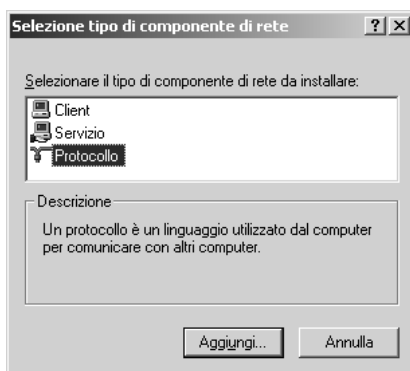 Selezione tipo di componente di rete
Selezionare il tipo di componente di rete da installare:
Client
Servizio
Protocollo
Descrizione
Un protocollo è un linguaggio utilizzato dal computer
per comunicare con altri computer.
Aggiungi... Annulla